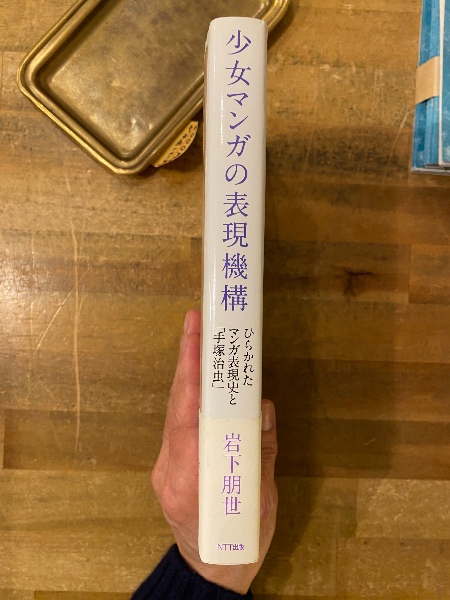 少女マンガの表現機構
ひらかれた
マンガ表現史と
「手塚治虫」
岩下朋世
NTT出版